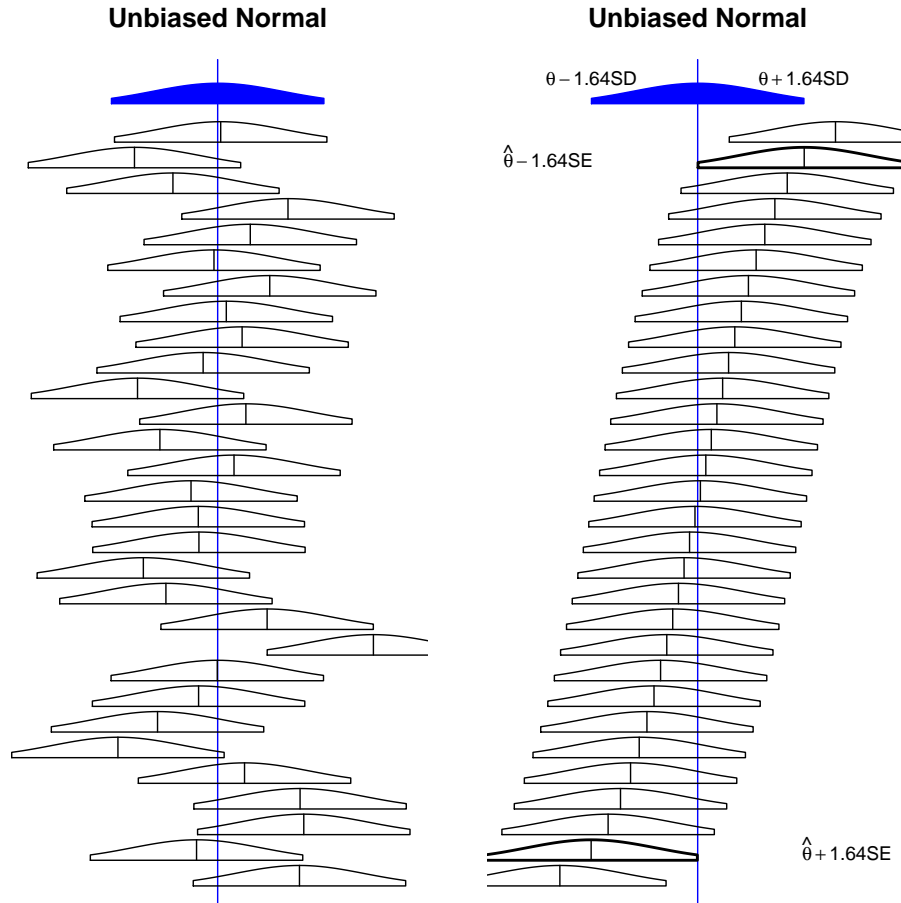 Unbiased Normal
Unbiased Normal
θ − 1.64SD
θ + 1.64SD
θ̂ − 1.64SE
θ̂ + 1.64SE